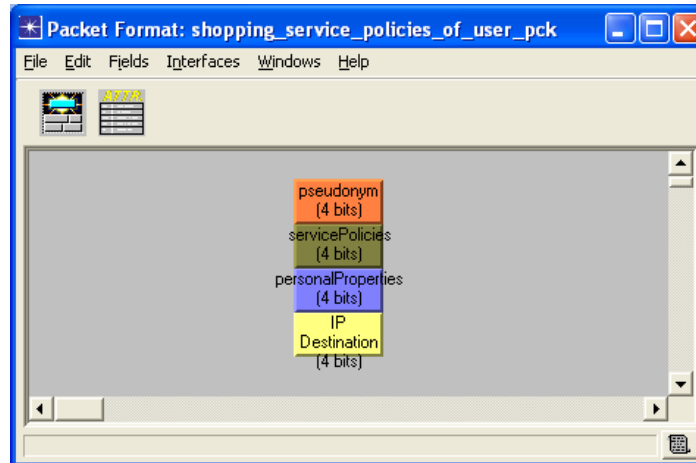 Packet Format: shopping_service_policies_of_user_pck
File Edit Fields Interfaces Windows Help
ATTR
pseudonym
(4 bits)
servicePolicies
(4 bits)
personalProperties
(4 bits)
IP
Destination
(4 bits)